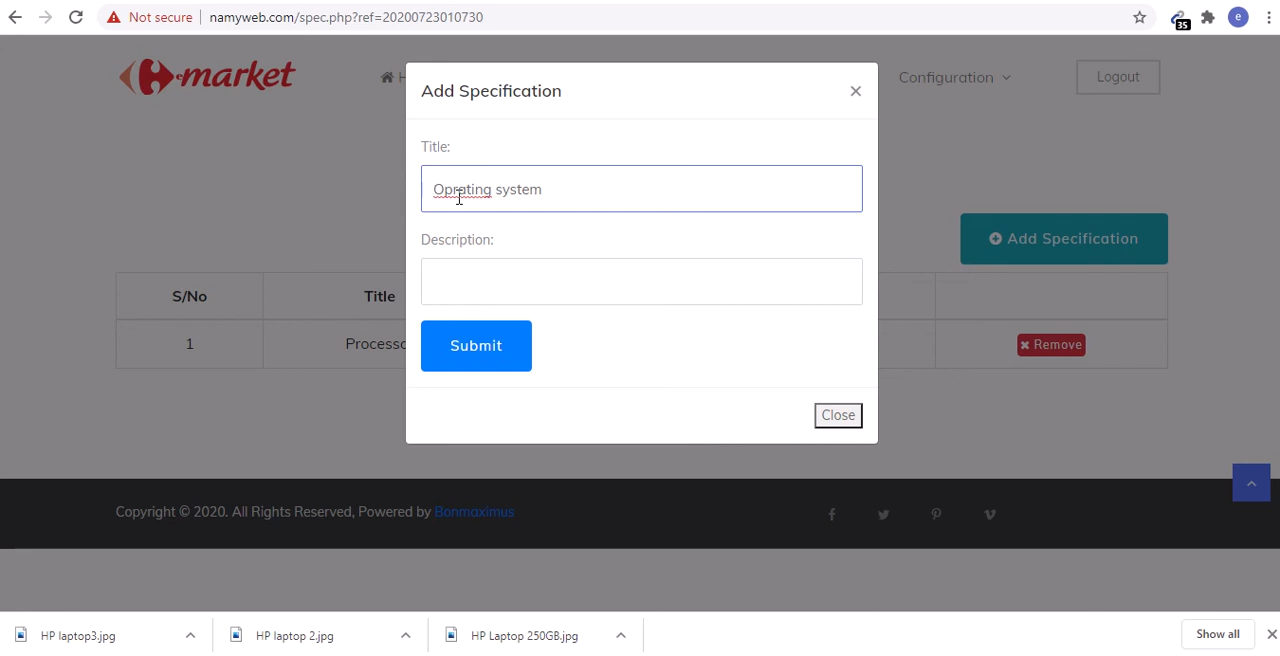 Not secure
namyweb.com/spec.php?ref=20200723010730
35
e
market
H
Configuration
Logout
Add Specification
×
Title:
Oprating system
Description:
Submit
Close
Add Specification
S/No
Title
1
Processo
Remove
Copyright © 2020. All Rights Reserved, Powered by Bonmaximus
HP laptop3.jpg
HP laptop 2.jpg
HP Laptop 250GB.jpg
Show all